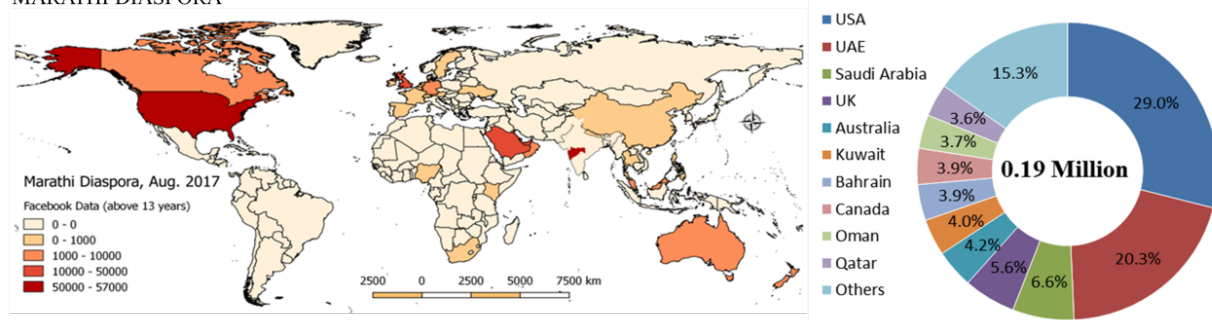 MARATHI DIASPORA
Marathi Diaspora, Aug. 2017
Facebook Data (above 13 years)
0 - 0
0 - 1000
1000 - 10000
10000 - 50000
50000 - 57000
2500 0 2500 5000 7500 km
USA
UAE
Saudi Arabia
UK
Australia
Kuwait
Bahrain
Canada
Oman
Qatar
Others
15.3%
29.0%
3.6%
3.7%
3.9%
0.19 Million
3.9%
4.0%
4.2%
5.6%
6.6%
20.3%